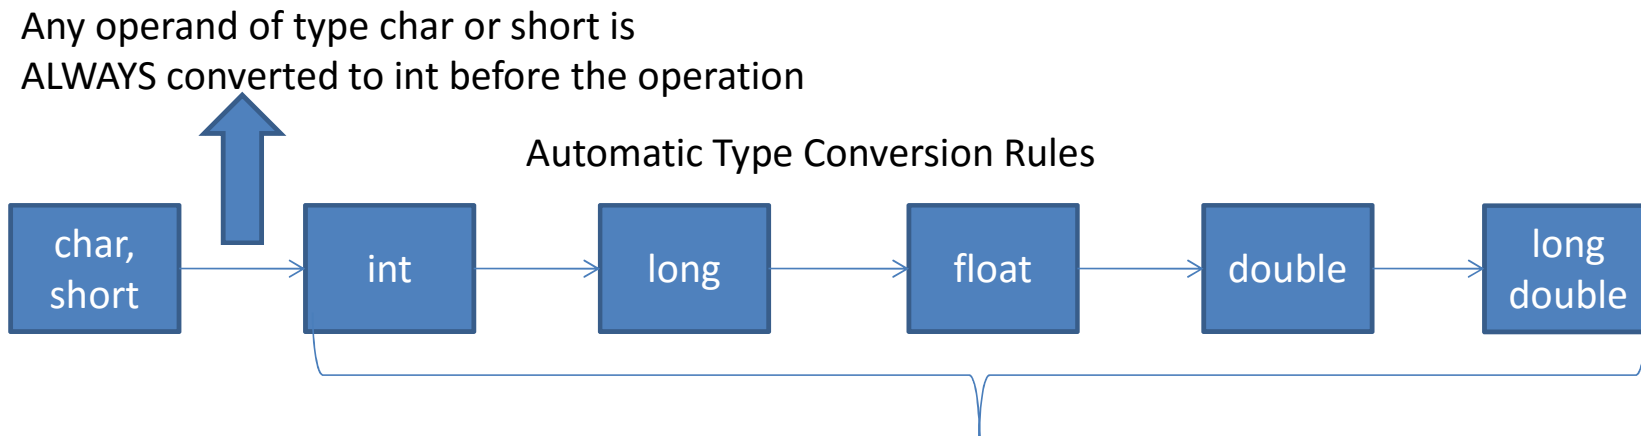 Any operand of type char or short is
ALWAYS converted to int before the operation
Automatic Type Conversion Rules
char,
short
int
long
float
double
long
double